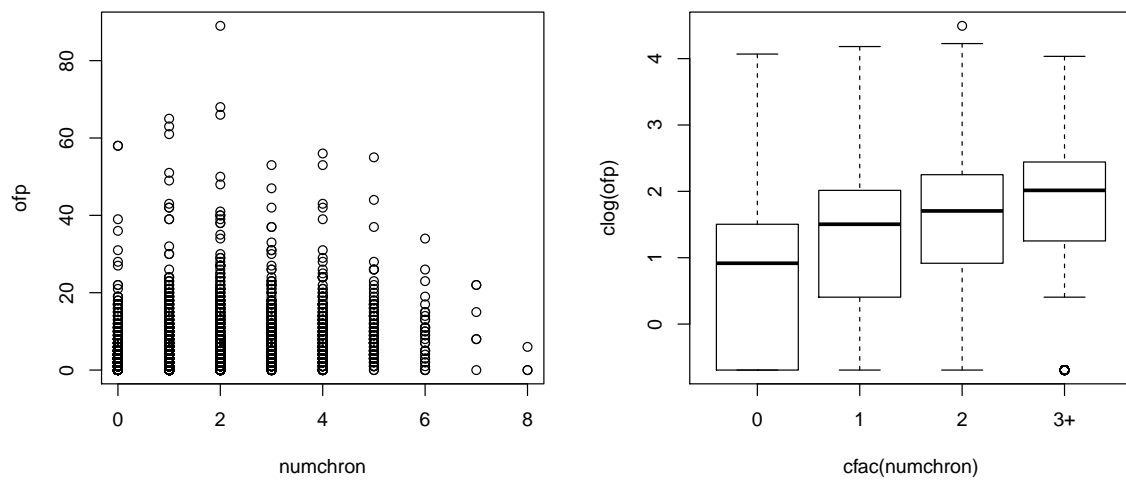 0 20 40 60 80
ofp
0 2 4 6 8
numchron
0 1 2 3 4
clog(ofp)
0 1 2 3+
cfac(numchron)